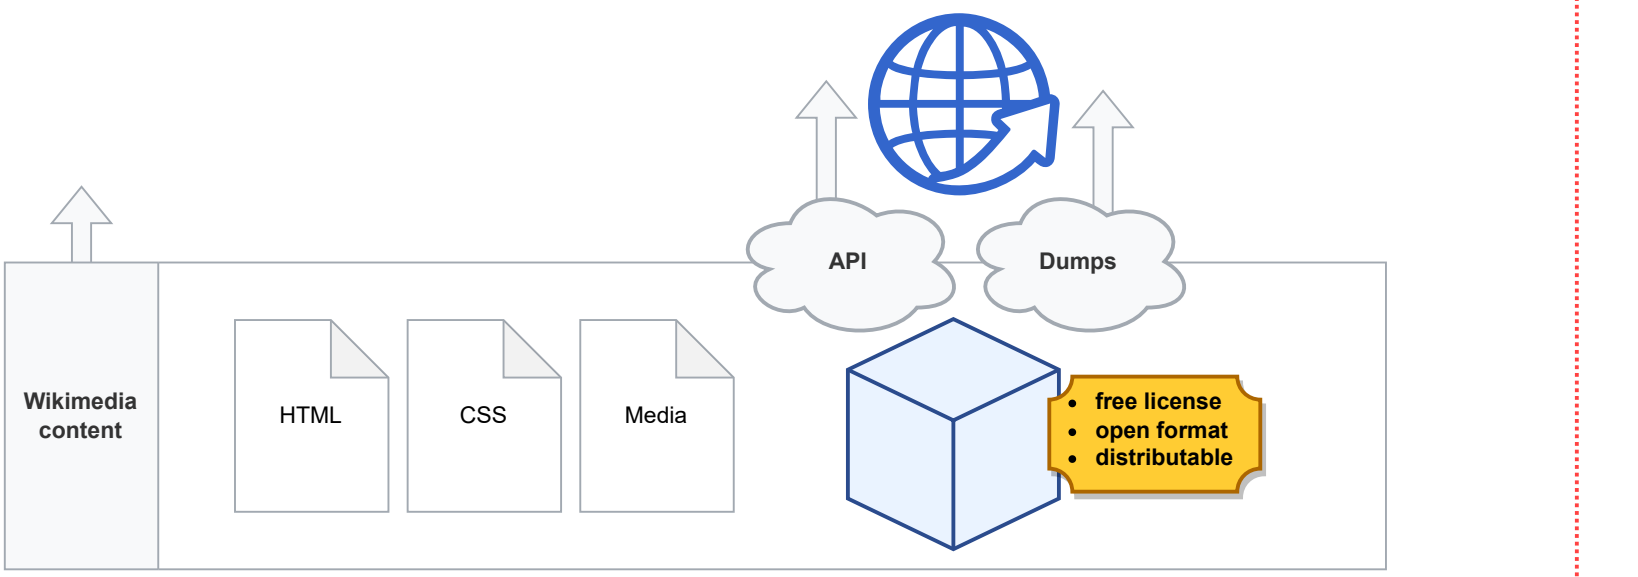 API
Dumps
Wikimedia
content
HTML
CSS
Media
free license
open format
distributable